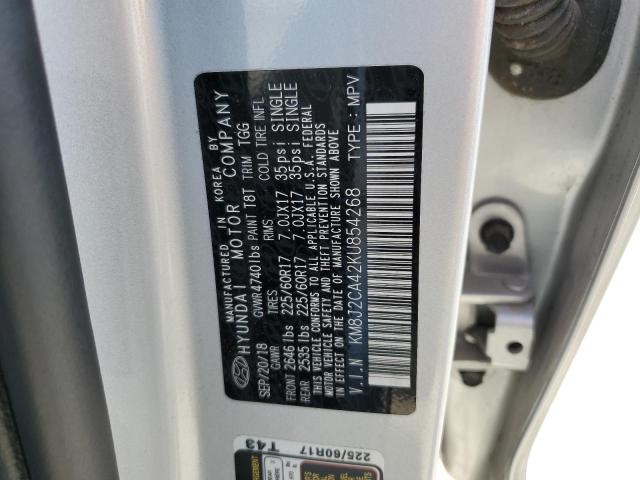 MANUFACTURED IN KOREA BY
HYUNDAI MOTOR COMPANY
SEP/20/18 GVWR 4740 lbs PAINT T8T TRIM TGG
GAWR TIRES RIMS COLD TIRE INFL
FRONT 2646 lbs 225/60R17 7.0JX17 35psi SINGLE
REAR 2535 lbs 225/60R17 7.0JX17 35psi SINGLE
THIS VEHICLE CONFORMS TO ALL APPLICABLE U.S.A. FEDERAL
MOTOR VEHICLE SAFETY, AND THEFT PREVENTION STANDARDS
IN EFFECT ON THE DATE OF MANUFACTURE SHOWN ABOVE
V.I.N KM8J2CA42KU854268 TYPE : MPV
225/60R17 T43